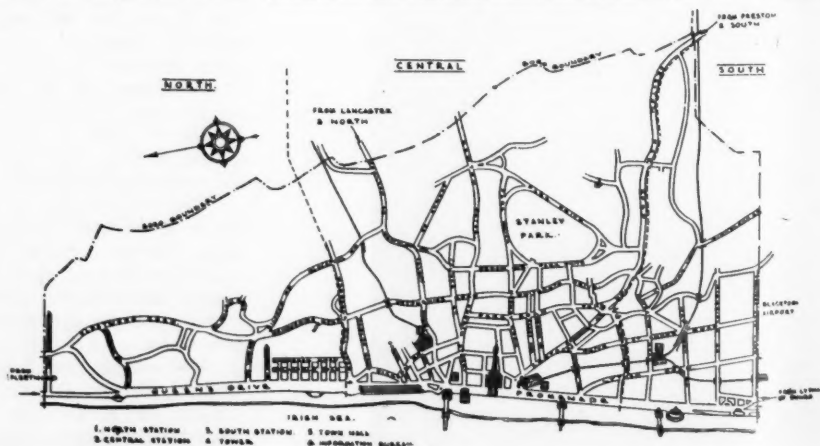 FROM PRESTON
& SOUTH
CENTRAL
SOUTH
BORO BOUNDARY
NORTH
FROM LANCASTER
& NORTH
BORO BOUNDARY
STANLEY
PARK
BLACKPOOL
AIRPORT
FROM
FLEETWOOD
QUEENS DRIVE
PROMENADE
FROM LYTHAM
IRISH SEA.
1. NORTH STATION 3. SOUTH STATION. 5. TOWN HALL
2. CENTRAL STATION 4. TOWER 6. INFORMATION BUREAU